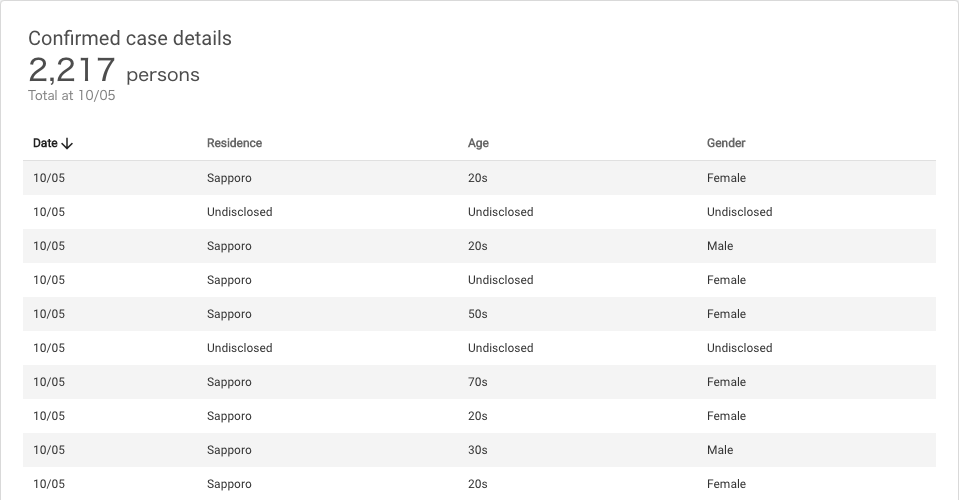 Confirmed case details
2,217 persons
Total at 10/05
Date Residence Age Gender
10/05 Sapporo 20s Female
10/05 Undisclosed Undisclosed Undisclosed
10/05 Sapporo 20s Male
10/05 Sapporo Undisclosed Female
10/05 Sapporo 50s Female
10/05 Undisclosed Undisclosed Undisclosed
10/05 Sapporo 70s Female
10/05 Sapporo 20s Female
10/05 Sapporo 30s Male
10/05 Sapporo 20s Female